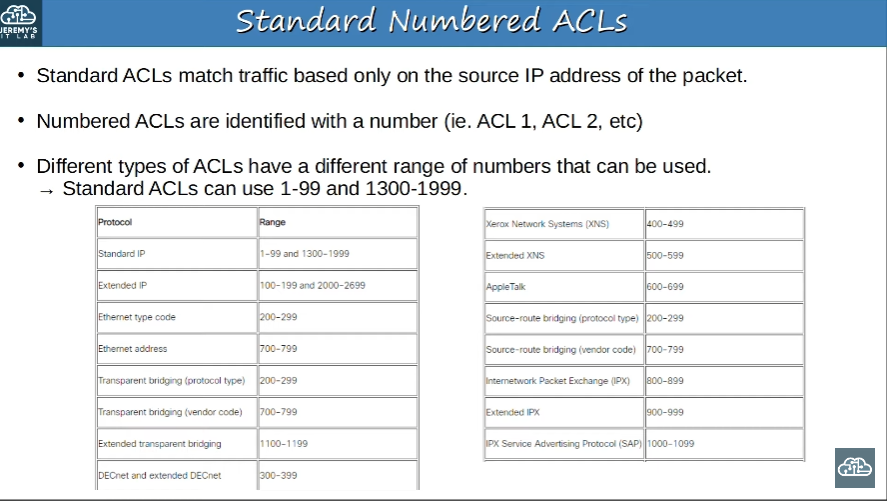 Standard Numbered ACLs
JEREMY'S
IT LAB
• Standard ACLs match traffic based only on the source IP address of the packet.
• Numbered ACLs are identified with a number (ie. ACL 1, ACL 2, etc)
• Different types of ACLs have a different range of numbers that can be used.
→ Standard ACLs can use 1-99 and 1300-1999.
Protocol Range
Standard IP 1–99 and 1300–1999
Extended IP 100–199 and 2000–2699
Ethernet type code 200–299
Ethernet address 700–799
Transparent bridging (protocol type) 200–299
Transparent bridging (vendor code) 700–799
Extended transparent bridging 1100–1199
DECnet and extended DECnet 300–399
Xerox Network Systems (XNS) 400–499
Extended XNS 500–599
AppleTalk 600–699
Source-route bridging (protocol type) 200–299
Source-route bridging (vendor code) 700–799
Internetwork Packet Exchange (IPX) 800–899
Extended IPX 900–999
IPX Service Advertising Protocol (SAP) 1000–1099